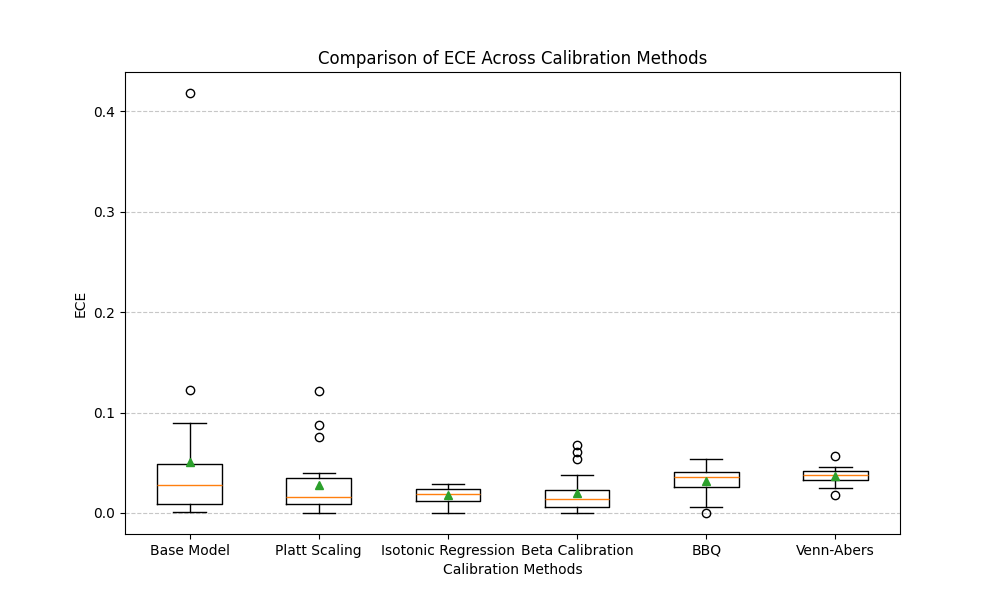 Comparison of ECE Across Calibration Methods
ECE
0.4
0.3
0.2
0.1
0.0
Base Model Platt Scaling Isotonic Regression Beta Calibration BBQ Venn-Abers
Calibration Methods